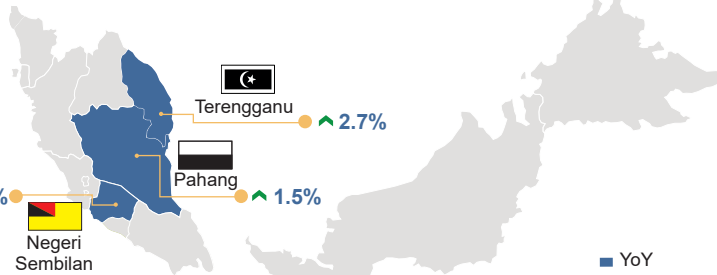 Terengganu
2.7%
Pahang
1.5%
%
Negeri
Sembilan
YoY